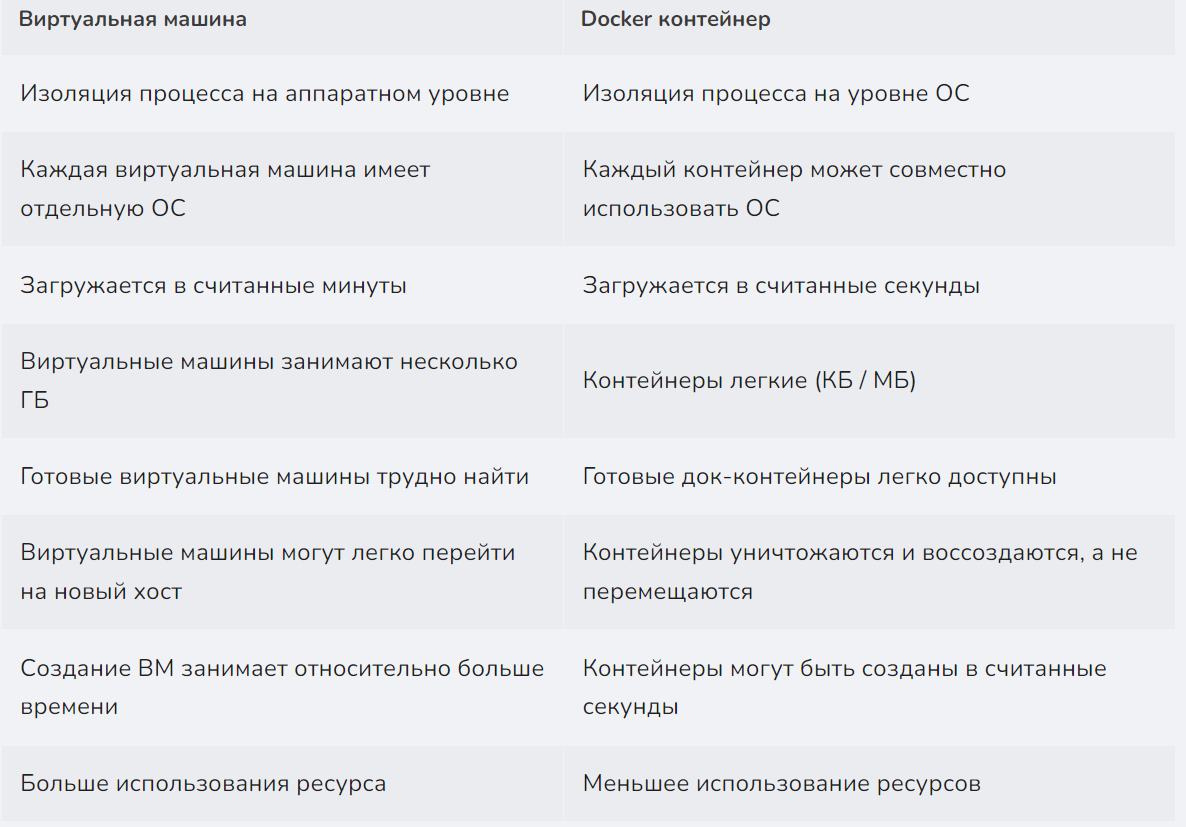 Виртуальная машина
Docker контейнер
Изоляция процесса на аппаратном уровне
Изоляция процесса на уровне ОС
Каждая виртуальная машина имеет
отдельную ОС
Каждый контейнер может совместно
использовать ОС
Загружается в считанные минуты
Загружается в считанные секунды
Виртуальные машины занимают несколько
ГБ
Контейнеры легкие (КБ / МБ)
Готовые виртуальные машины трудно найти
Готовые док-контейнеры легко доступны
Виртуальные машины могут легко перейти
на новый хост
Контейнеры уничтожаются и воссоздаются, а не
перемещаются
Создание ВМ занимает относительно больше
времени
Контейнеры могут быть созданы в считанные
секунды
Больше использования ресурса
Меньшее использование ресурсов